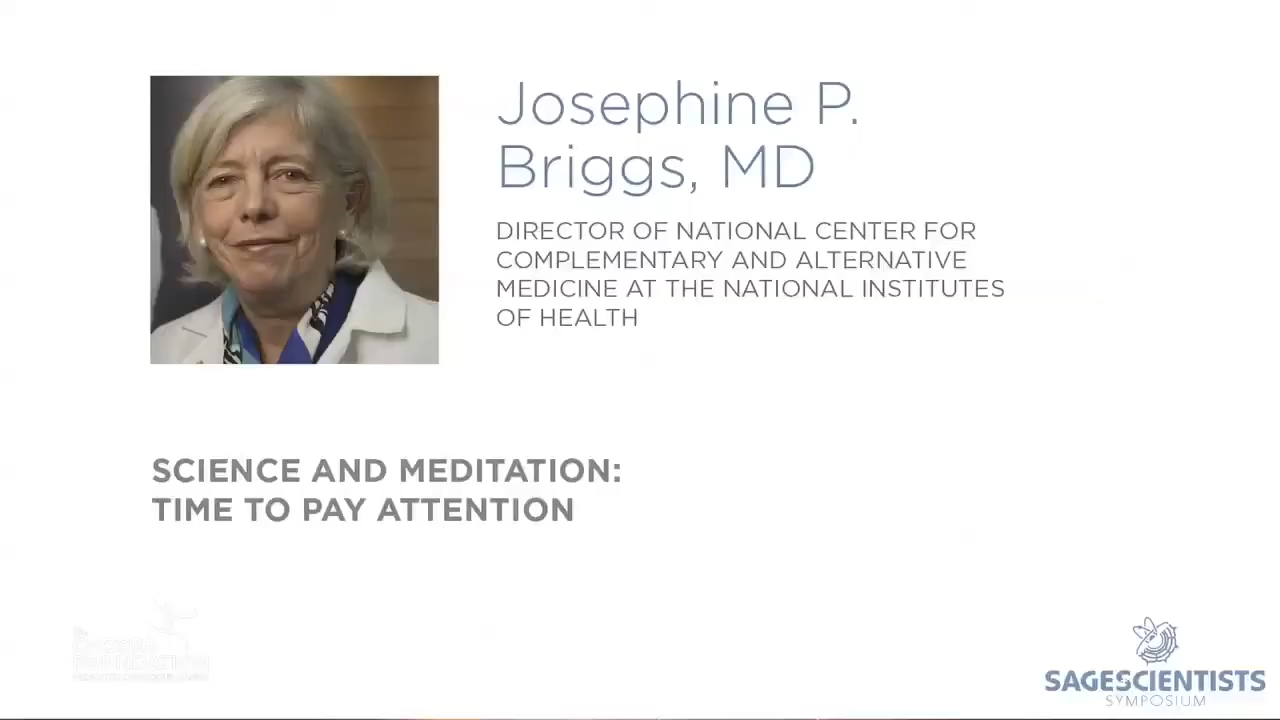 Josephine P.
Briggs, MD
DIRECTOR OF NATIONAL CENTER FOR
COMPLEMENTARY AND ALTERNATIVE
MEDICINE AT THE NATIONAL INSTITUTES
OF HEALTH
SCIENCE AND MEDITATION:
TIME TO PAY ATTENTION
FOUNDATION
SAGESCIENTISTS
SYMPOSIUM